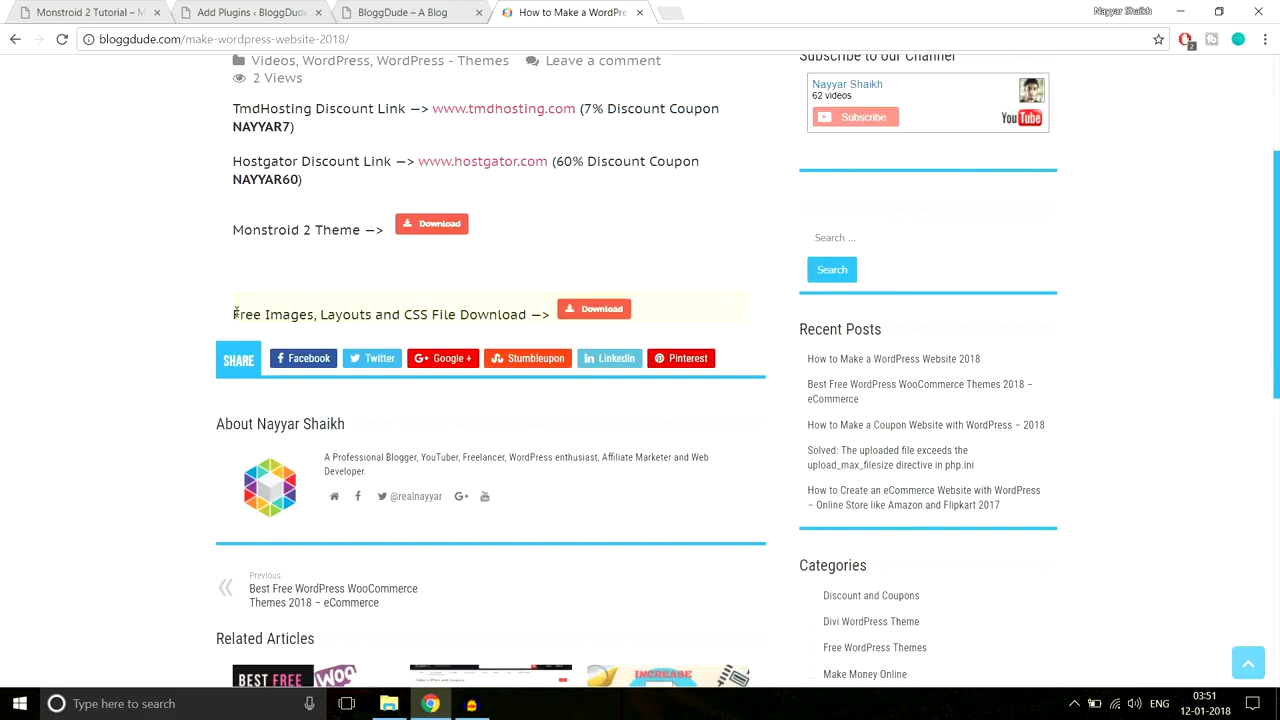 Monstroid 2 Tutorial – M
Add Plugins ‹ BloggDude
BloggDude – A Blog
How to Make a WordPre
Nayyar Shaikh
bloggdude.com/make-wordpress-website-2018/
2
Videos, WordPress, WordPress - Themes
Leave a comment
2 Views
TmdHosting Discount Link —> www.tmdhosting.com (7% Discount Coupon
NAYYAR7)
Hostgator Discount Link —> www.hostgator.com (60% Discount Coupon
NAYYAR60)
Monstroid 2 Theme —>
Download
Free Images, Layouts and CSS File Download —>
Download
SHARE
Facebook
Twitter
Google +
Stumbleupon
LinkedIn
Pinterest
About Nayyar Shaikh
A Professional Blogger, YouTuber, Freelancer, WordPress enthusiast, Affiliate Marketer and Web
Developer.
@realnayyar
Previous
Best Free WordPress WooCommerce
Themes 2018 – eCommerce
Related Articles
BEST FREE
WOO
INCREASE
Subscribe to our Channel
Nayyar Shaikh
62 videos
Subscribe
YouTube
Search ...
Search
Recent Posts
How to Make a WordPress Website 2018
Best Free WordPress WooCommerce Themes 2018 –
eCommerce
How to Make a Coupon Website with WordPress – 2018
Solved: The uploaded file exceeds the
upload_max_filesize directive in php.ini
How to Create an eCommerce Website with WordPress
– Online Store like Amazon and Flipkart 2017
Categories
Discount and Coupons
Divi WordPress Theme
Free WordPress Themes
Make Money Online
Type here to search
ENG
03:51
12-01-2018